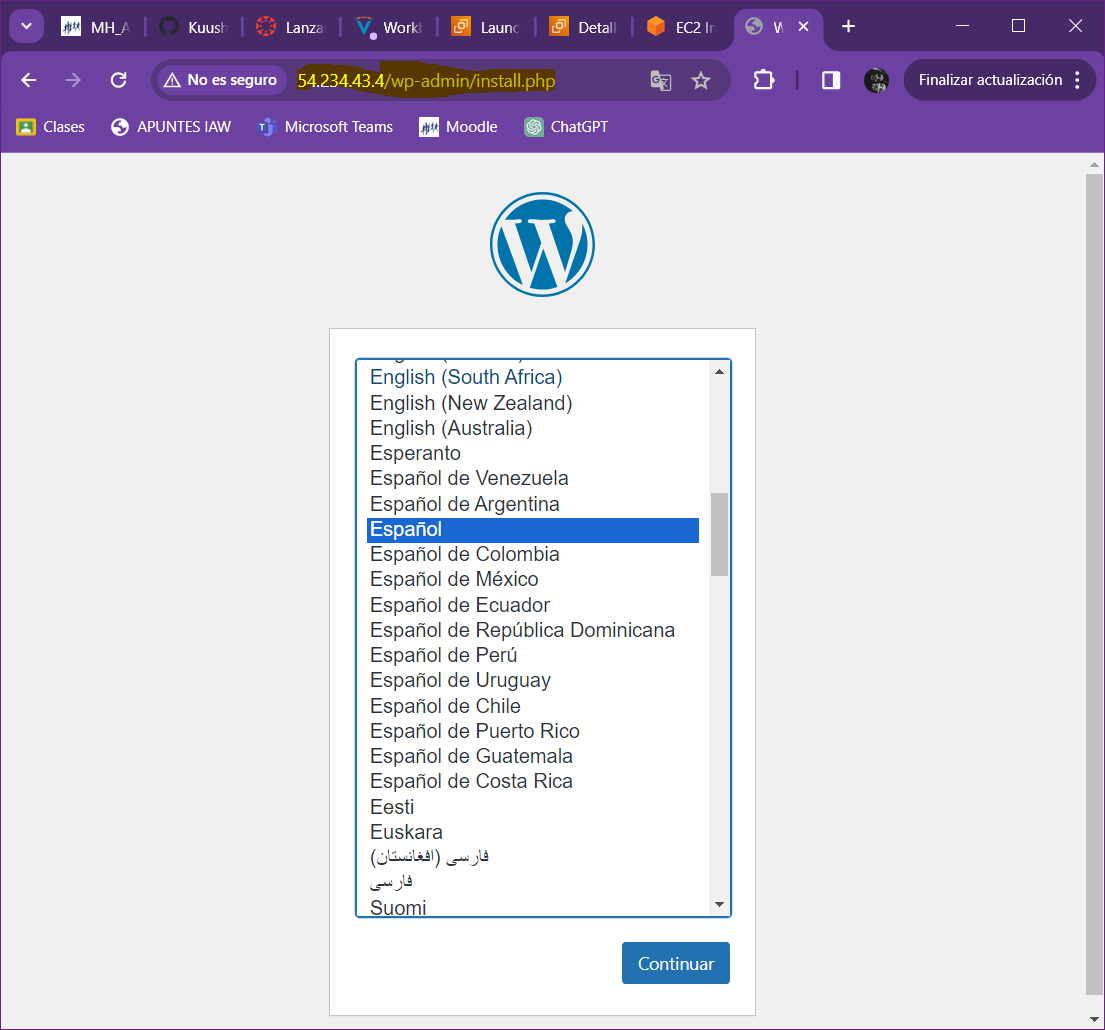 MH_A
Kuush
Lanza
Work
Launc
Detall
EC2 In
W
No es seguro
54.234.43.4/wp-admin/install.php
Finalizar actualización
Clases
APUNTES IAW
Microsoft Teams
Moodle
ChatGPT
English (South Africa)
English (New Zealand)
English (Australia)
Esperanto
Español de Venezuela
Español de Argentina
Español
Español de Colombia
Español de México
Español de Ecuador
Español de República Dominicana
Español de Perú
Español de Uruguay
Español de Chile
Español de Puerto Rico
Español de Guatemala
Español de Costa Rica
Eesti
Euskara
(فارسی (افغانستان
فارسی
Suomi
Continuar